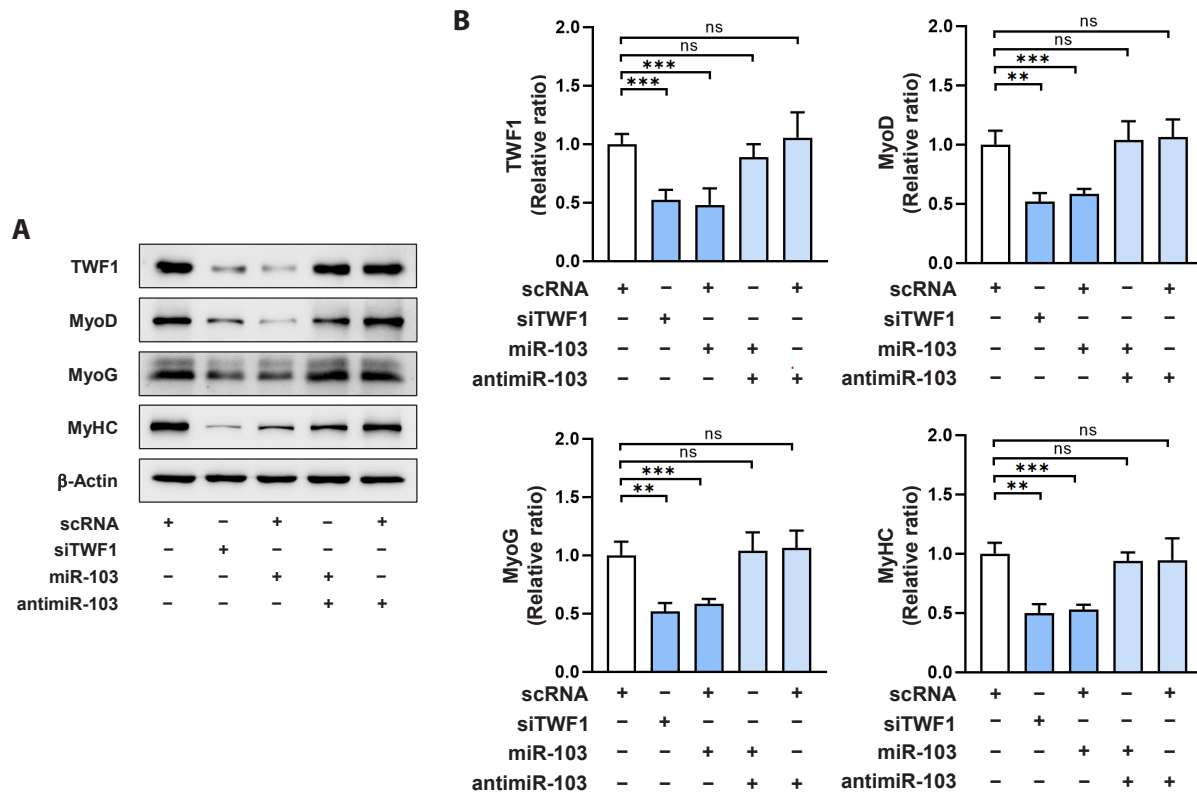 A
TWF1
MyoD
MyoG
MyHC
β-Actin
scRNA + – + – +
siTWF1 – + – – –
miR-103 – – + + –
antimiR-103 – – – + +
B
TWF1
(Relative ratio)
2.0
1.5
1.0
0.5
0.0
ns
ns
***
***
scRNA + – + – +
siTWF1 – + – – –
miR-103 – – + + –
antimiR-103 – – – + +
MyoD
(Relative ratio)
2.0
1.5
1.0
0.5
0.0
ns
ns
***
**
scRNA + – + – +
siTWF1 – + – – –
miR-103 – – + + –
antimiR-103 – – – + +
MyoG
(Relative ratio)
2.0
1.5
1.0
0.5
0.0
ns
ns
***
**
scRNA + – + – +
siTWF1 – + – – –
miR-103 – – + + –
antimiR-103 – – – + +
MyHC
(Relative ratio)
2.0
1.5
1.0
0.5
0.0
ns
ns
***
**
scRNA + – + – +
siTWF1 – + – – –
miR-103 – – + + –
antimiR-103 – – – + +